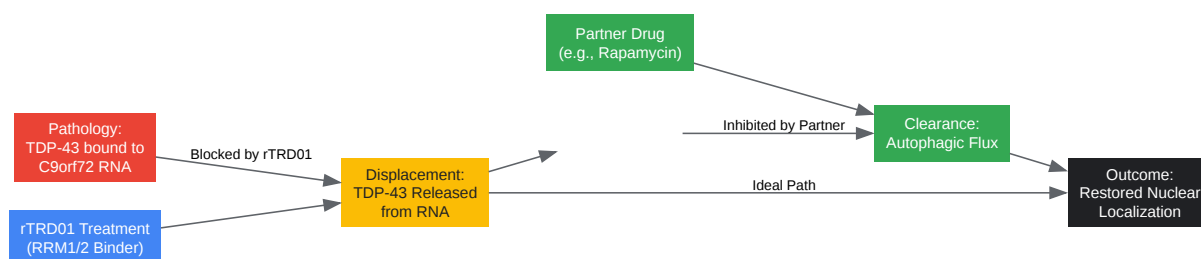 Partner Drug
(e.g., Rapamycin)
Pathology:
TDP-43 bound to
C9orf72 RNA
Blocked by rTRD01
Inhibited by Partner
Clearance:
Autophagic Flux
Displacement:
TDP-43 Released
from RNA
Ideal Path
Outcome:
Restored Nuclear
Localization
rTRD01 Treatment
(RRM1/2 Binder)